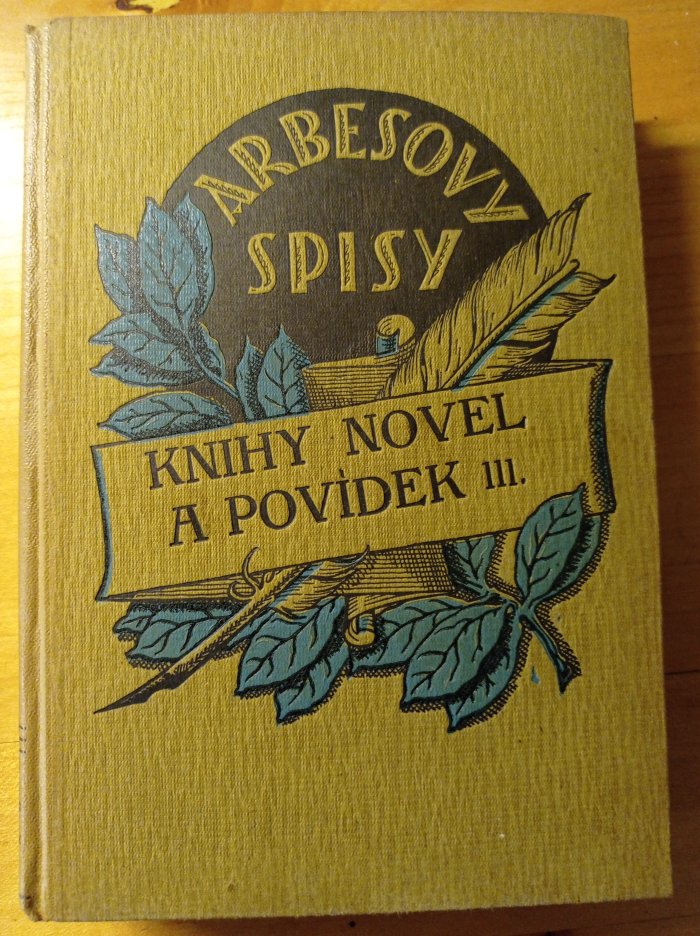 ARBESOVY
SPISY
KNIHY NOVEL
A POVÍDEK III.